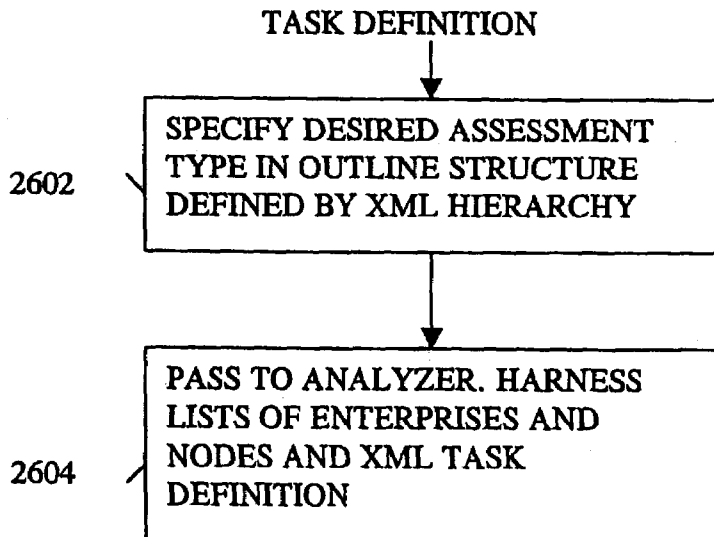 TASK DEFINITION
SPECIFY DESIRED ASSESSMENT
TYPE IN OUTLINE STRUCTURE
DEFINED BY XML HIERARCHY
2602
PASS TO ANALYZER. HARNESS
LISTS OF ENTERPRISES AND
NODES AND XML TASK
DEFINITION
2604